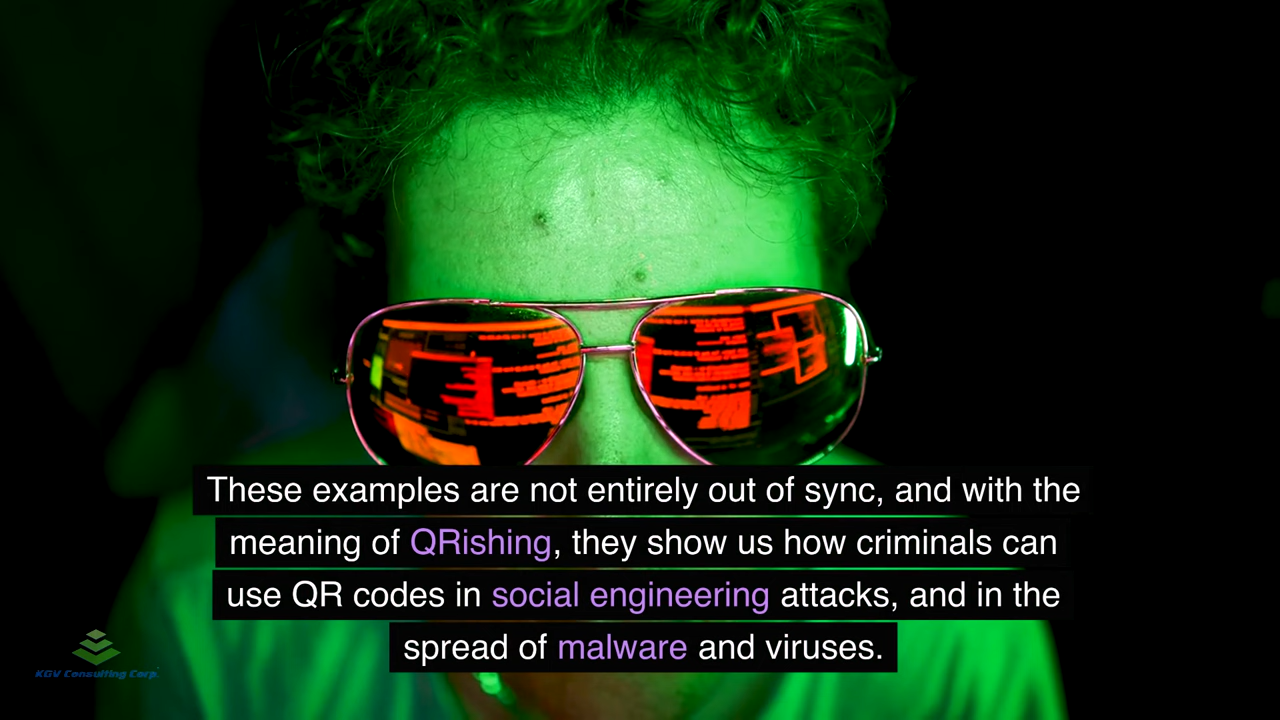 These examples are not entirely out of sync, and with the
meaning of QRishing, they show us how criminals can
use QR codes in social engineering attacks, and in the
spread of malware and viruses.
KGV Consulting Corp.